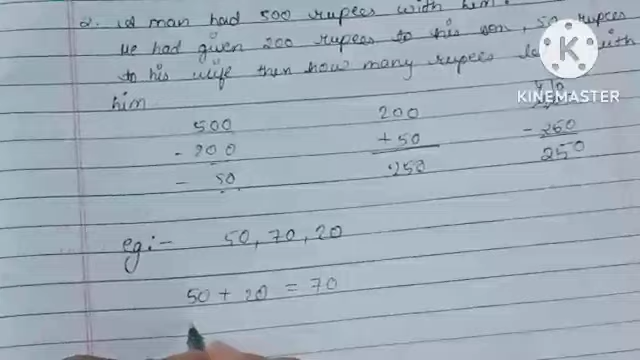 2. A man had 500 rupees with him.
He had given 200 rupees to his son, 50 rupees
to his wife then how many rupees with
him
500 200
- 200 + 50 - 250
- 50 250 250
eg:- 50, 70, 20
50 + 20 = 70
KINEMASTER